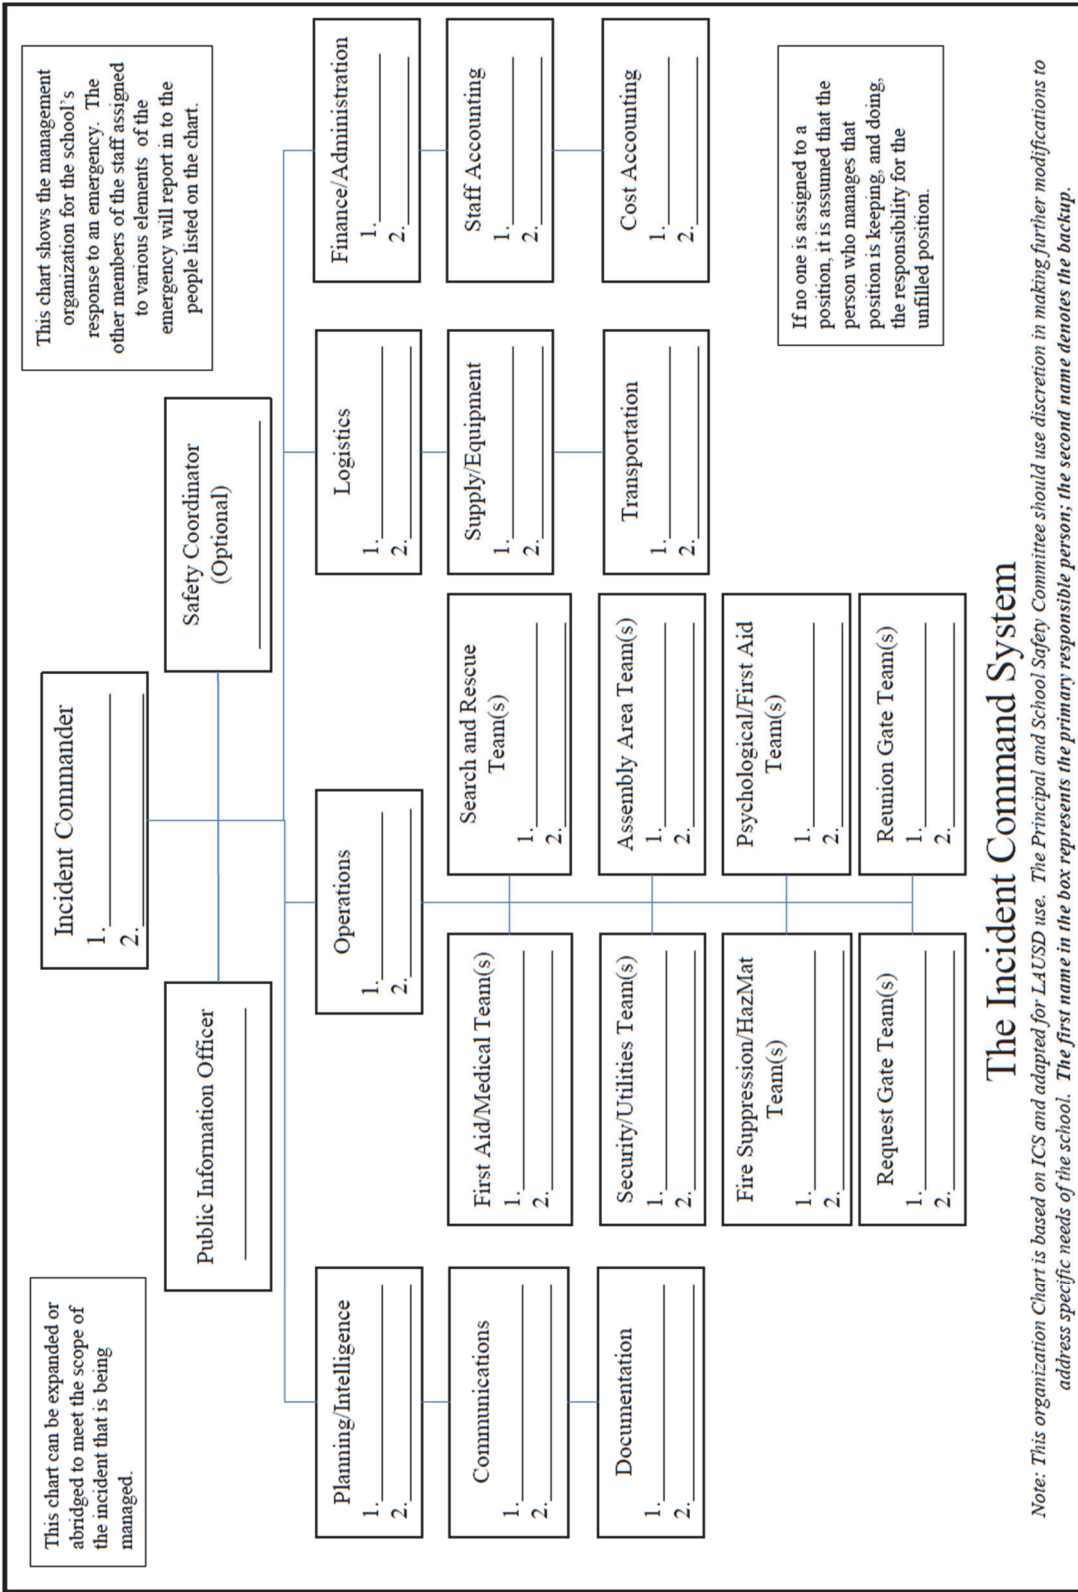 This chart can be expanded or
abridged to meet the scope of
the incident that is being
managed.
Incident Commander
1.
2.
This chart shows the management
organization for the school's
response to an emergency. The
other members of the staff assigned
to various elements of the
emergency will report in to the
people listed on the chart.
Public Information Officer
Safety Coordinator
(Optional)
Planning/Intelligence
1.
2.
Operations
1.
2.
Logistics
1.
2.
Finance/Administration
1.
2.
Communications
1.
2.
First Aid/Medical Team(s)
1.
2.
Search and Rescue
Team(s)
1.
2.
Supply/Equipment
1.
2.
Staff Accounting
1.
2.
Documentation
1.
2.
Security/Utilities Team(s)
1.
2.
Assembly Area Team(s)
1.
2.
Transportation
1.
2.
Cost Accounting
1.
2.
Fire Suppression/HazMat
Team(s)
1.
2.
Psychological/First Aid
Team(s)
1.
2.
Request Gate Team(s)
1.
2.
Reunion Gate Team(s)
1.
2.
If no one is assigned to a
position, it is assumed that the
person who manages that
position is keeping, and doing,
the responsibility for the
unfilled position.
The Incident Command System
Note: This organization Chart is based on ICS and adapted for LAUSD use. The Principal and School Safety Committee should use discretion in making further modifications to
address specific needs of the school. The first name in the box represents the primary responsible person; the second name denotes the backup.